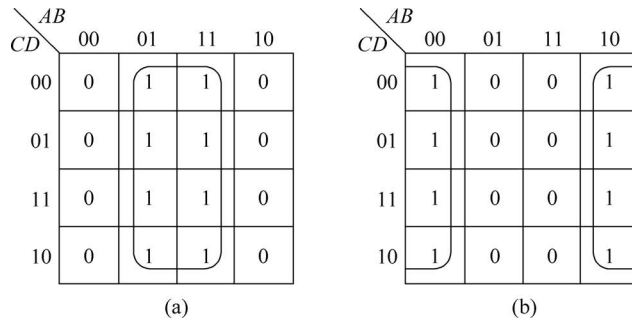 AB AB
CD 00 01 11 10 CD 00 01 11 10
00 0 1 1 0 00 1 0 0 1
01 0 1 1 0 01 1 0 0 1
11 0 1 1 0 11 1 0 0 1
10 0 1 1 0 10 1 0 0 1
(a) (b)